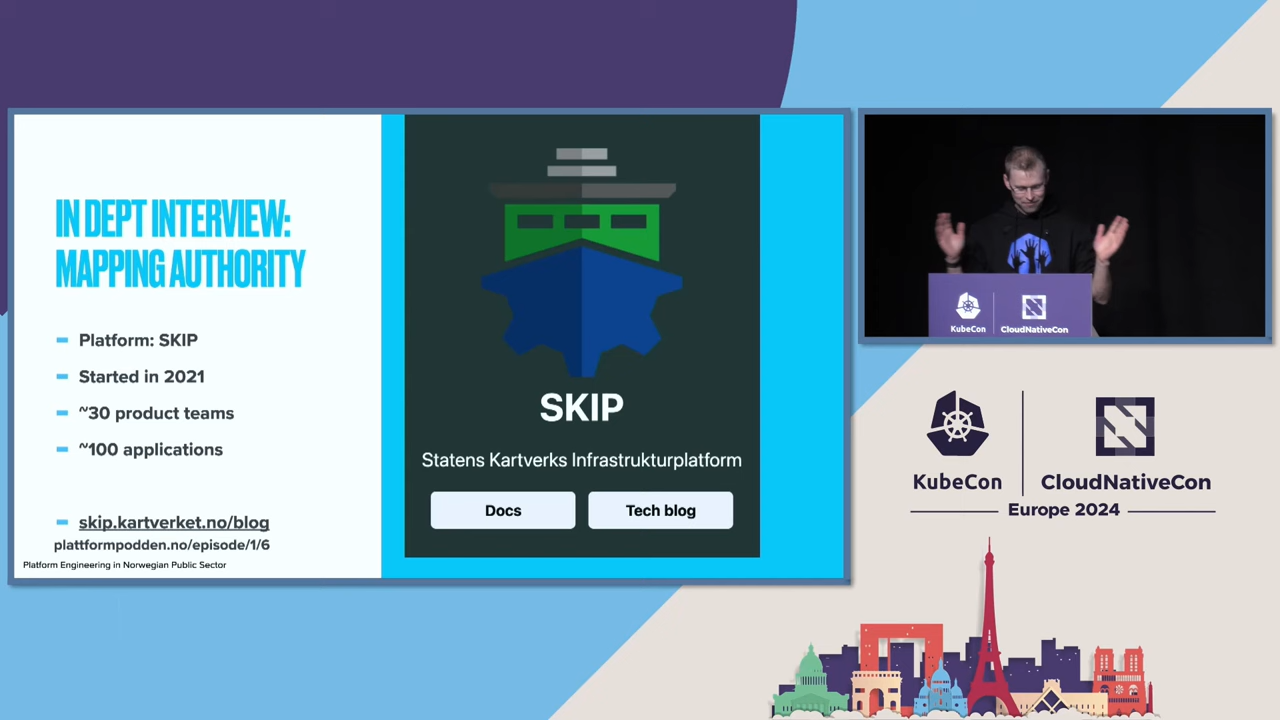 IN DEPT INTERVIEW:
MAPPING AUTHORITY
Platform: SKIP
Started in 2021
~30 product teams
~100 applications
skip.kartverket.no/blog
plattformpodden.no/episode/1/6
Platform Engineering in Norwegian Public Sector
SKIP
Statens Kartverks Infrastrukturplatform
Docs
Tech blog
KubeCon
CloudNativeCon
KubeCon
CloudNativeCon
Europe 2024